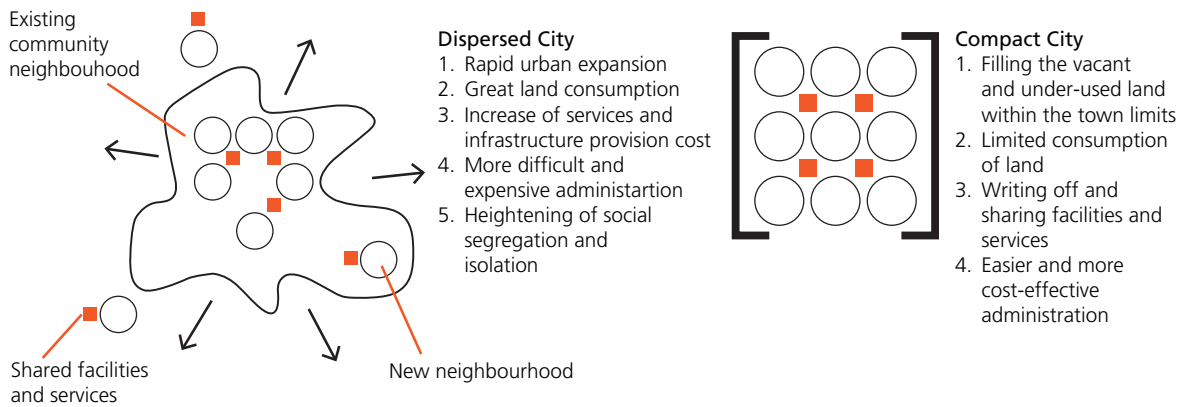 Existing
community
neighbouhood
Dispersed City
1. Rapid urban expansion
2. Great land consumption
3. Increase of services and
infrastructure provision cost
4. More difficult and
expensive administartion
5. Heightening of social
segregation and
isolation
Compact City
1. Filling the vacant
and under-used land
within the town limits
2. Limited consumption
of land
3. Writing off and
sharing facilities and
services
4. Easier and more
cost-effective
administration
Shared facilities
and services
New neighbourhood